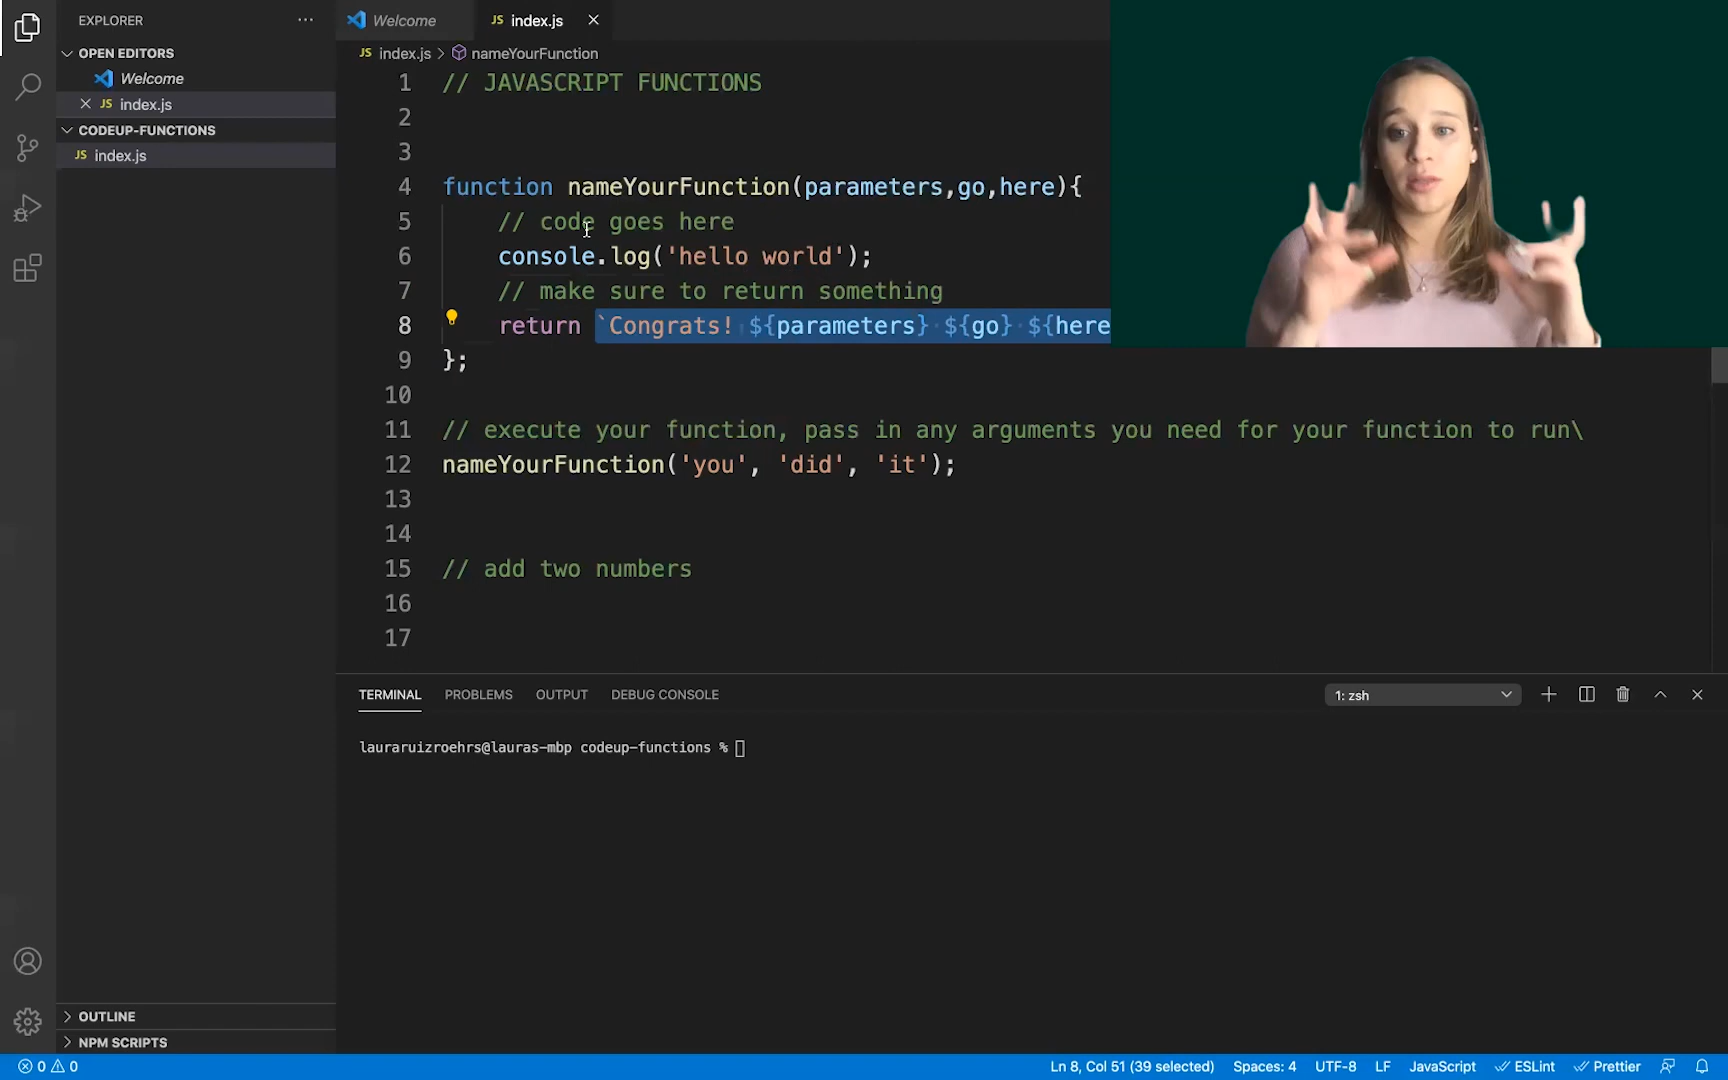 EXPLORER
Welcome
JS index.js
OPEN EDITORS
Welcome
JS index.js
CODEUP-FUNCTIONS
JS index.js
OUTLINE
NPM SCRIPTS
JS index.js > nameYourFunction
1 // JAVASCRIPT FUNCTIONS
2
3
4 function nameYourFunction(parameters,go,here){
5 // code goes here
6 console.log('hello world');
7 // make sure to return something
8 return `Congrats! ${parameters} ${go} ${here
9 };
10
11 // execute your function, pass in any arguments you need for your function to run\
12 nameYourFunction('you', 'did', 'it');
13
14
15 // add two numbers
16
17
TERMINAL PROBLEMS OUTPUT DEBUG CONSOLE 1: zsh
lauraruizroehrs@lauras-mbp codeup-functions %
0 0 Ln 8, Col 51 (39 selected) Spaces: 4 UTF-8 LF JavaScript ESLint Prettier